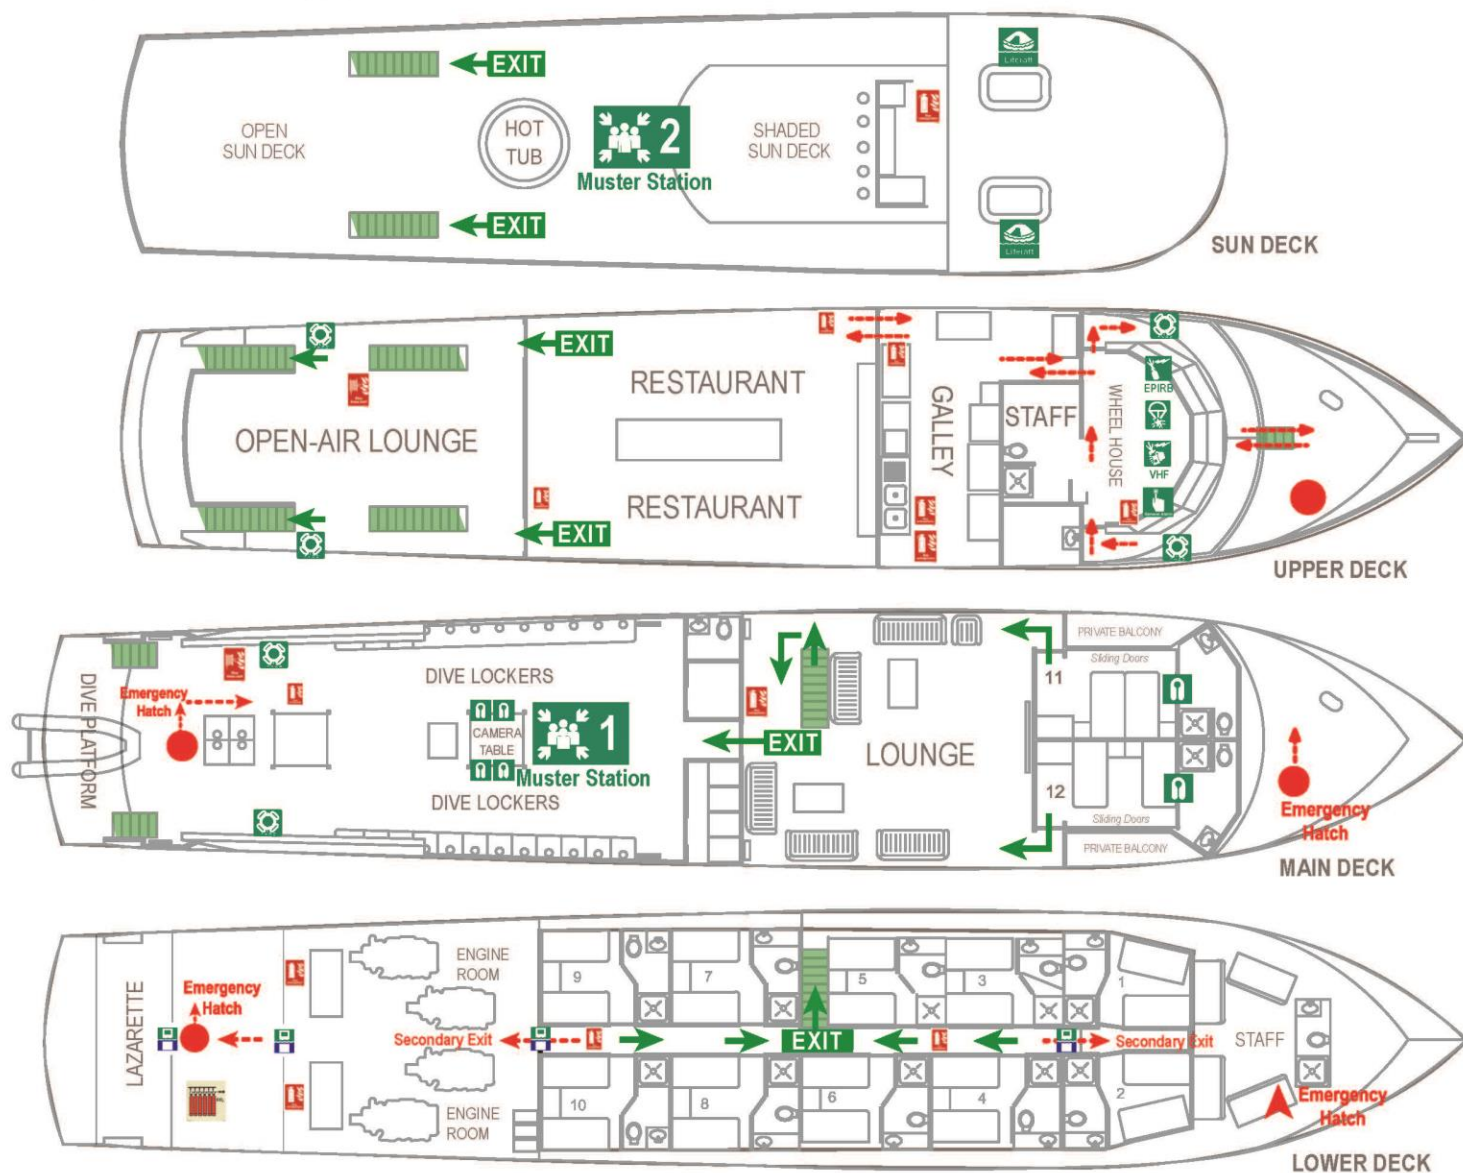 EXIT
OPEN
SUN DECK
HOT
TUB
2
Muster Station
SHADED
SUN DECK
Liferaft
EXIT
Liferaft
SUN DECK
EXIT
RESTAURANT
OPEN-AIR LOUNGE
RESTAURANT
EXIT
GALLEY
STAFF
WHEEL HOUSE
EPIRB
VHF
UPPER DECK
DIVE PLATFORM
Emergency
Hatch
DIVE LOCKERS
CAMERA
TABLE
1
Muster Station
DIVE LOCKERS
EXIT
LOUNGE
PRIVATE BALCONY
Sliding Doors
11
12
Sliding Doors
PRIVATE BALCONY
Emergency
Hatch
MAIN DECK
LAZARETTE
Emergency
Hatch
ENGINE
ROOM
Secondary Exit
ENGINE
ROOM
9
7
5
3
1
EXIT
Secondary Exit
10
8
6
4
2
STAFF
Emergency
Hatch
LOWER DECK